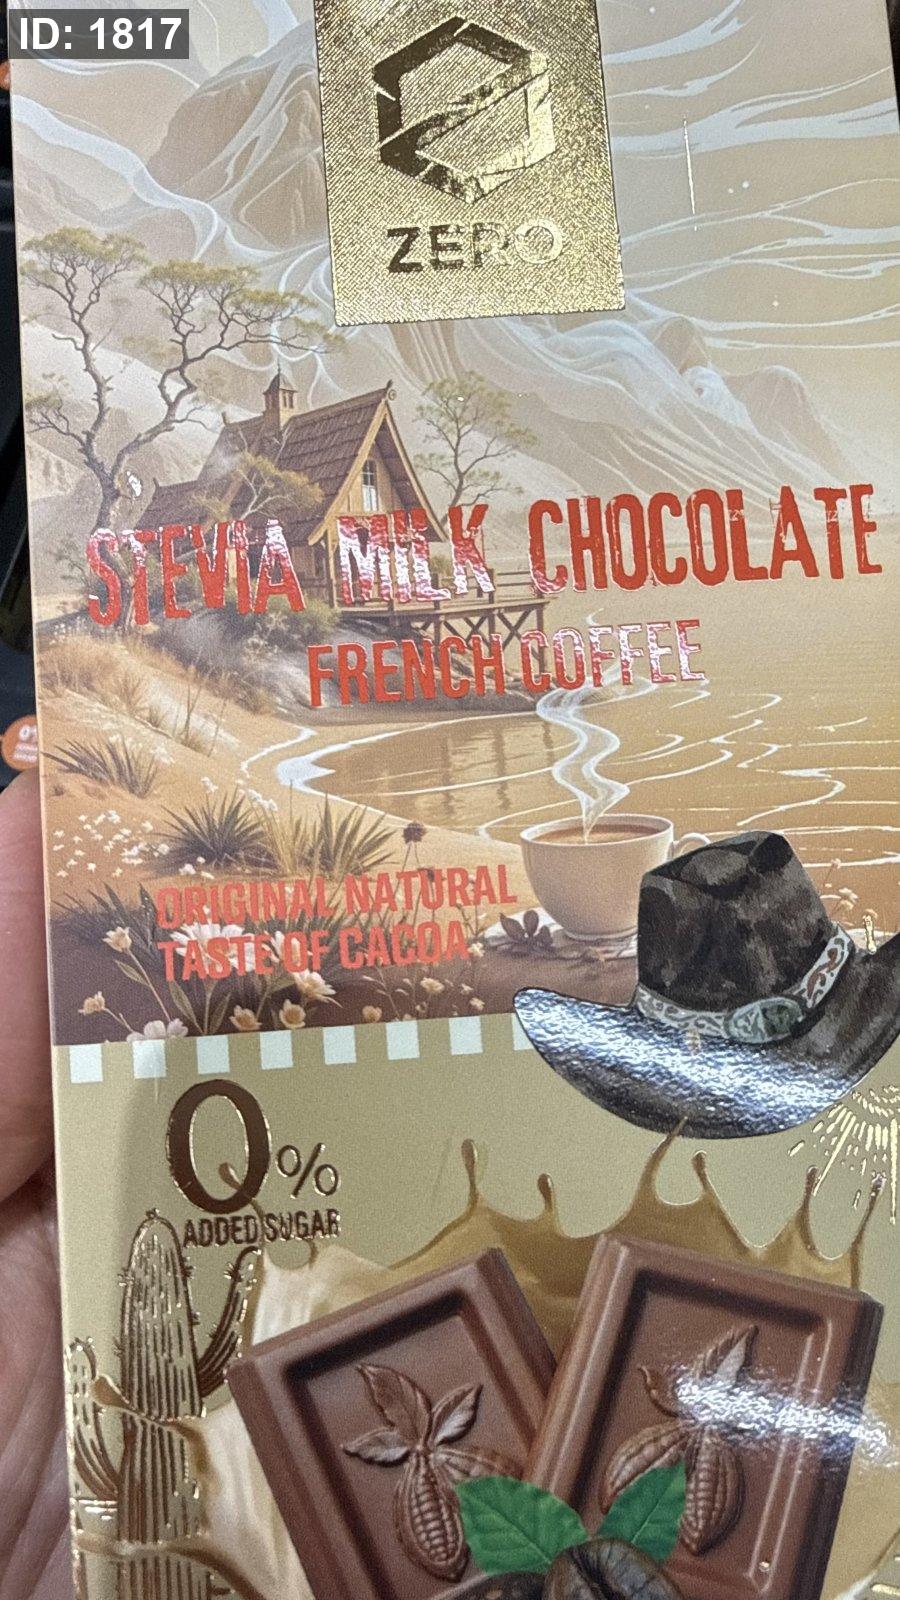 ID: 1817
ZERO
STEVIA MILK CHOCOLATE
FRENCH COFFEE
ORIGINAL NATURAL
TASTE OF CACOA
0%
ADDED SUGAR